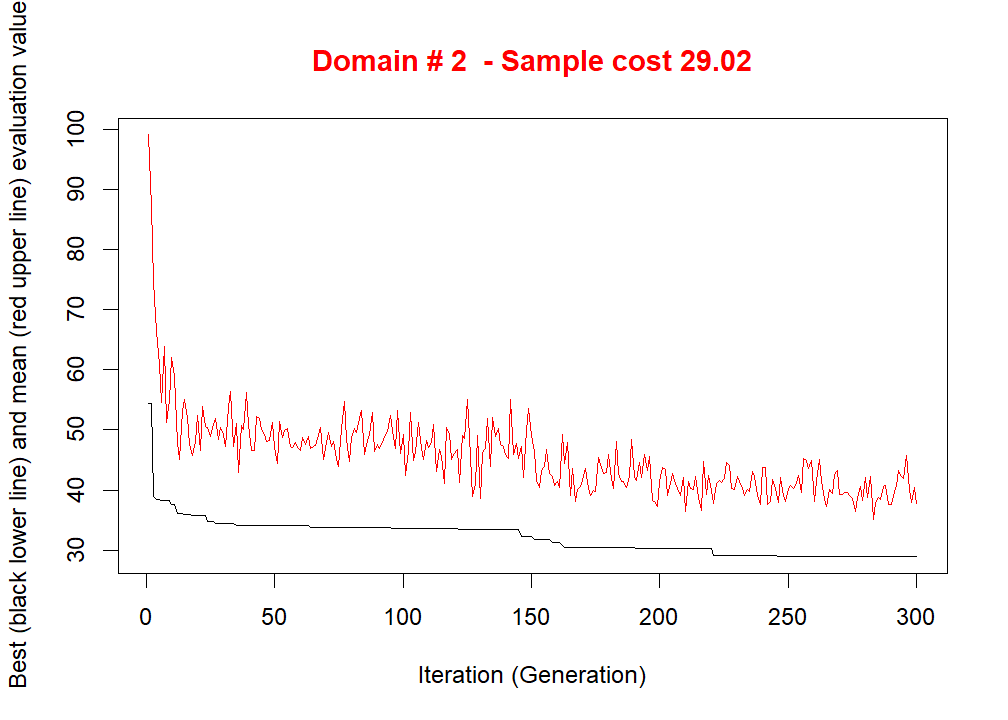 Domain # 2  - Sample cost 29.02
Best (black lower line) and mean (red upper line) evaluation value
100
90
80
70
60
50
40
30
0 50 100 150 200 250 300
Iteration (Generation)